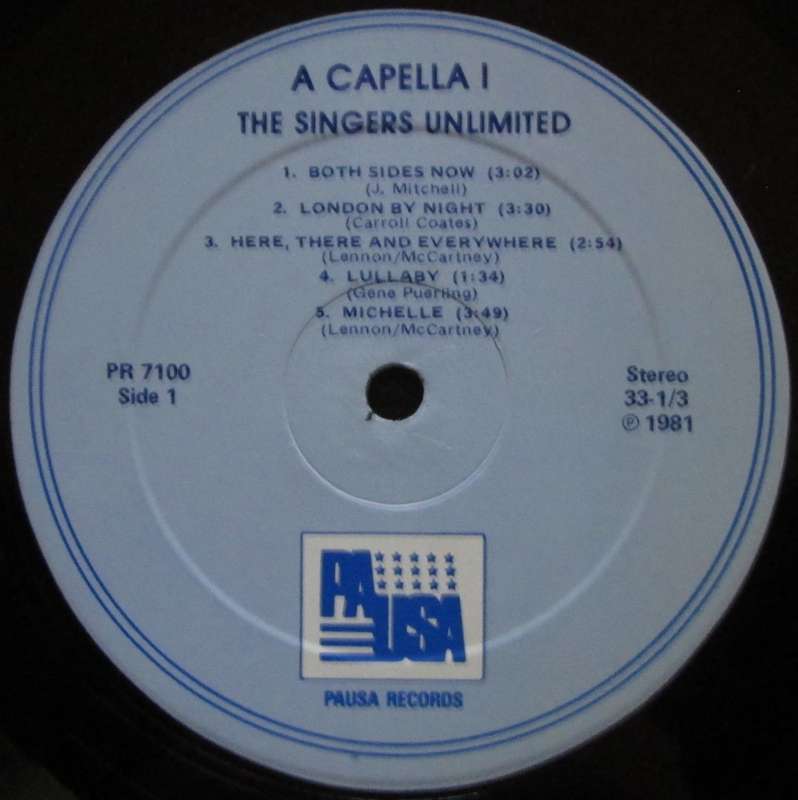 A CAPELLA I
THE SINGERS UNLIMITED
1. BOTH SIDES NOW (3:02)
(J. Mitchell)
2. LONDON BY NIGHT (3:30)
(Carroll Coates)
3. HERE, THERE AND EVERYWHERE (2:54)
(Lennon/McCartney)
4. LULLABY (1:34)
(Gene Puerling)
5. MICHELLE (3:49)
(Lennon/McCartney)
PR 7100
Side 1
Stereo
33-1/3
℗ 1981
PAUSA
PAUSA RECORDS